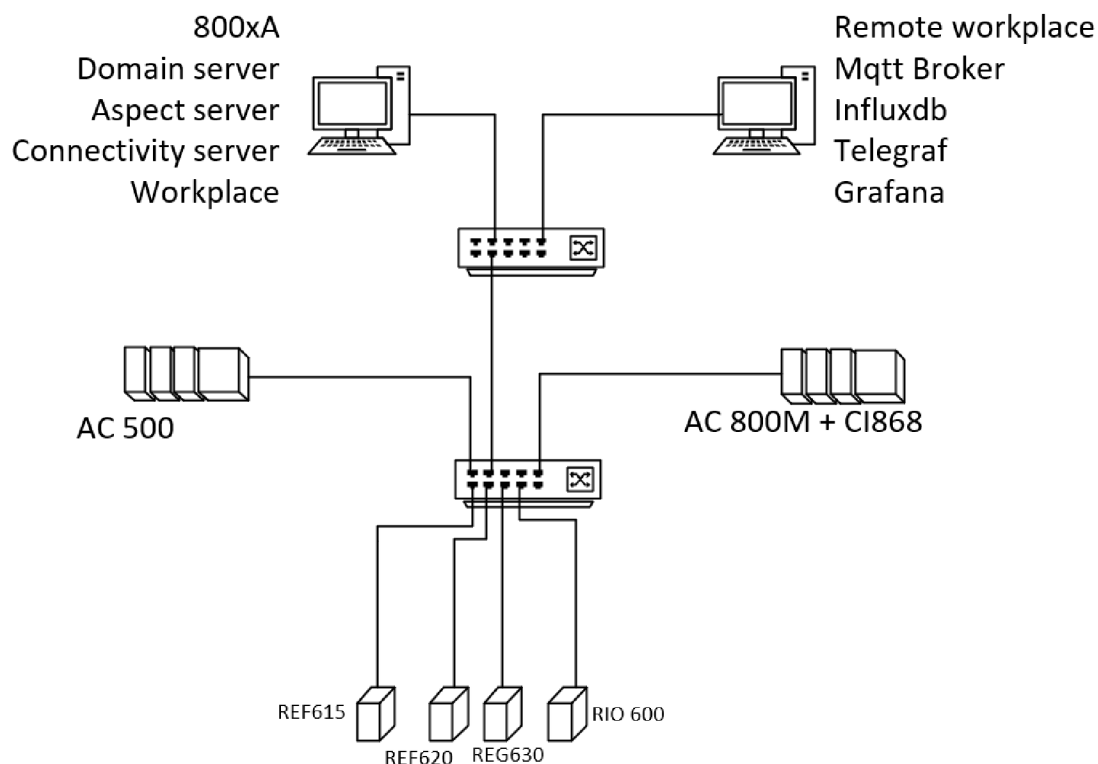 800xA
Domain server
Aspect server
Connectivity server
Workplace
Remote workplace
Mqtt Broker
Influxdb
Telegraf
Grafana
AC 500
AC 800M + CI868
REF615
REF620
REG630
RIO 600